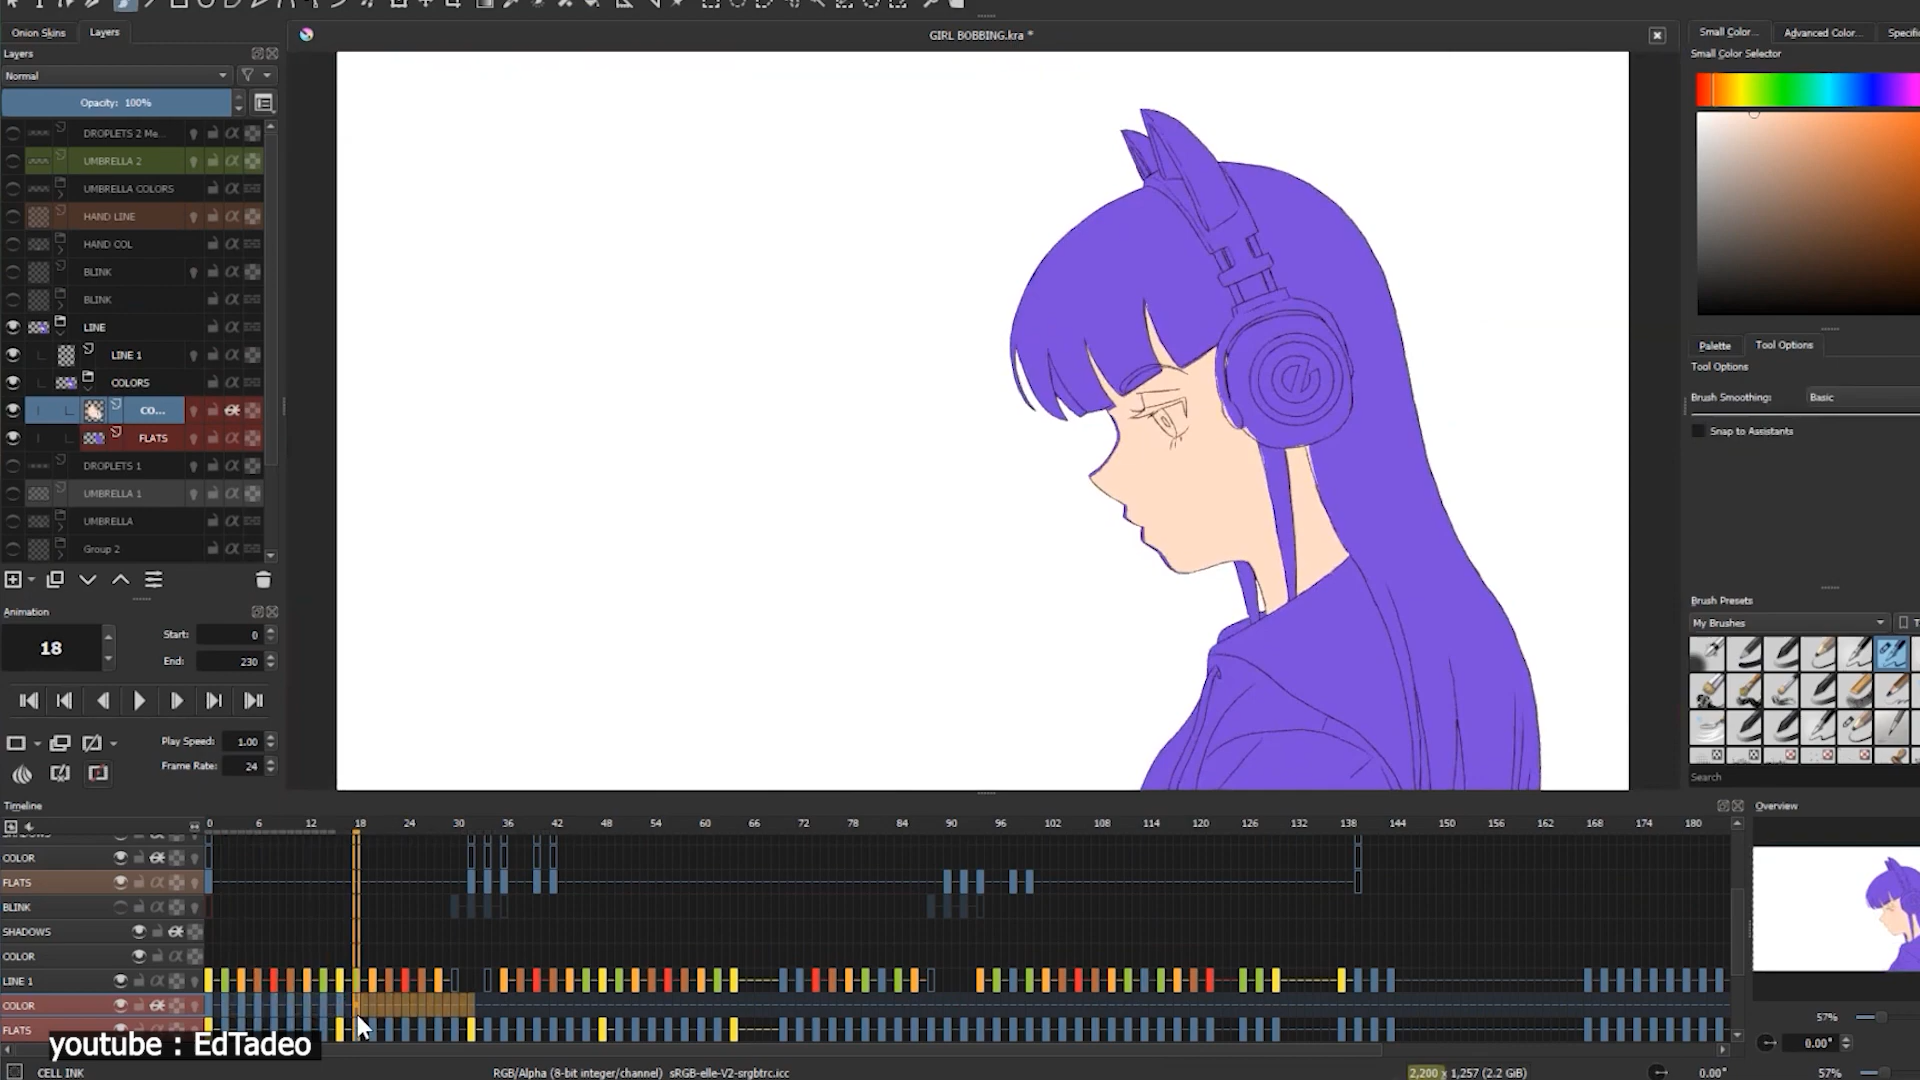 Onion Skins Layers
GIRL BOBBING.kra *
Small Color... Advanced Color...
Layers
Small Color Selector
Normal
Opacity: 100%
DROPLETS 2 Me...
UMBRELLA 2
UMBRELLA COLORS
HAND LINE
HAND COL
BLINK
BLINK
LINE
LINE 1
COLORS
CO...
FLATS
DROPLETS 1
UMBRELLA 1
UMBRELLA
Group 2
Palette Tool Options
Tool Options
Brush Smoothing: Basic
Snap to Assistants
Animation
18
Start: 0
End: 230
Play Speed: 1.00
Frame Rate: 24
Brush Presets
My Brushes
Search
Timeline
0 6 12 18 24 30 36 42 48 54 60 66 72 78 84 90 96 102 108 114 120 126 132 138 144 150 156 162 168 174 180
COLOR
FLATS
BLINK
SHADOWS
COLOR
LINE 1
COLOR
FLATS
Overview
57%
0.00°
youtube : EdTadeo
CELL INK
RGB/Alpha (8-bit integer/channel) sRGB-elle-V2-srgbtrc.icc
2,200 x 1,257 (2.2 GiB)
0.00°
57%